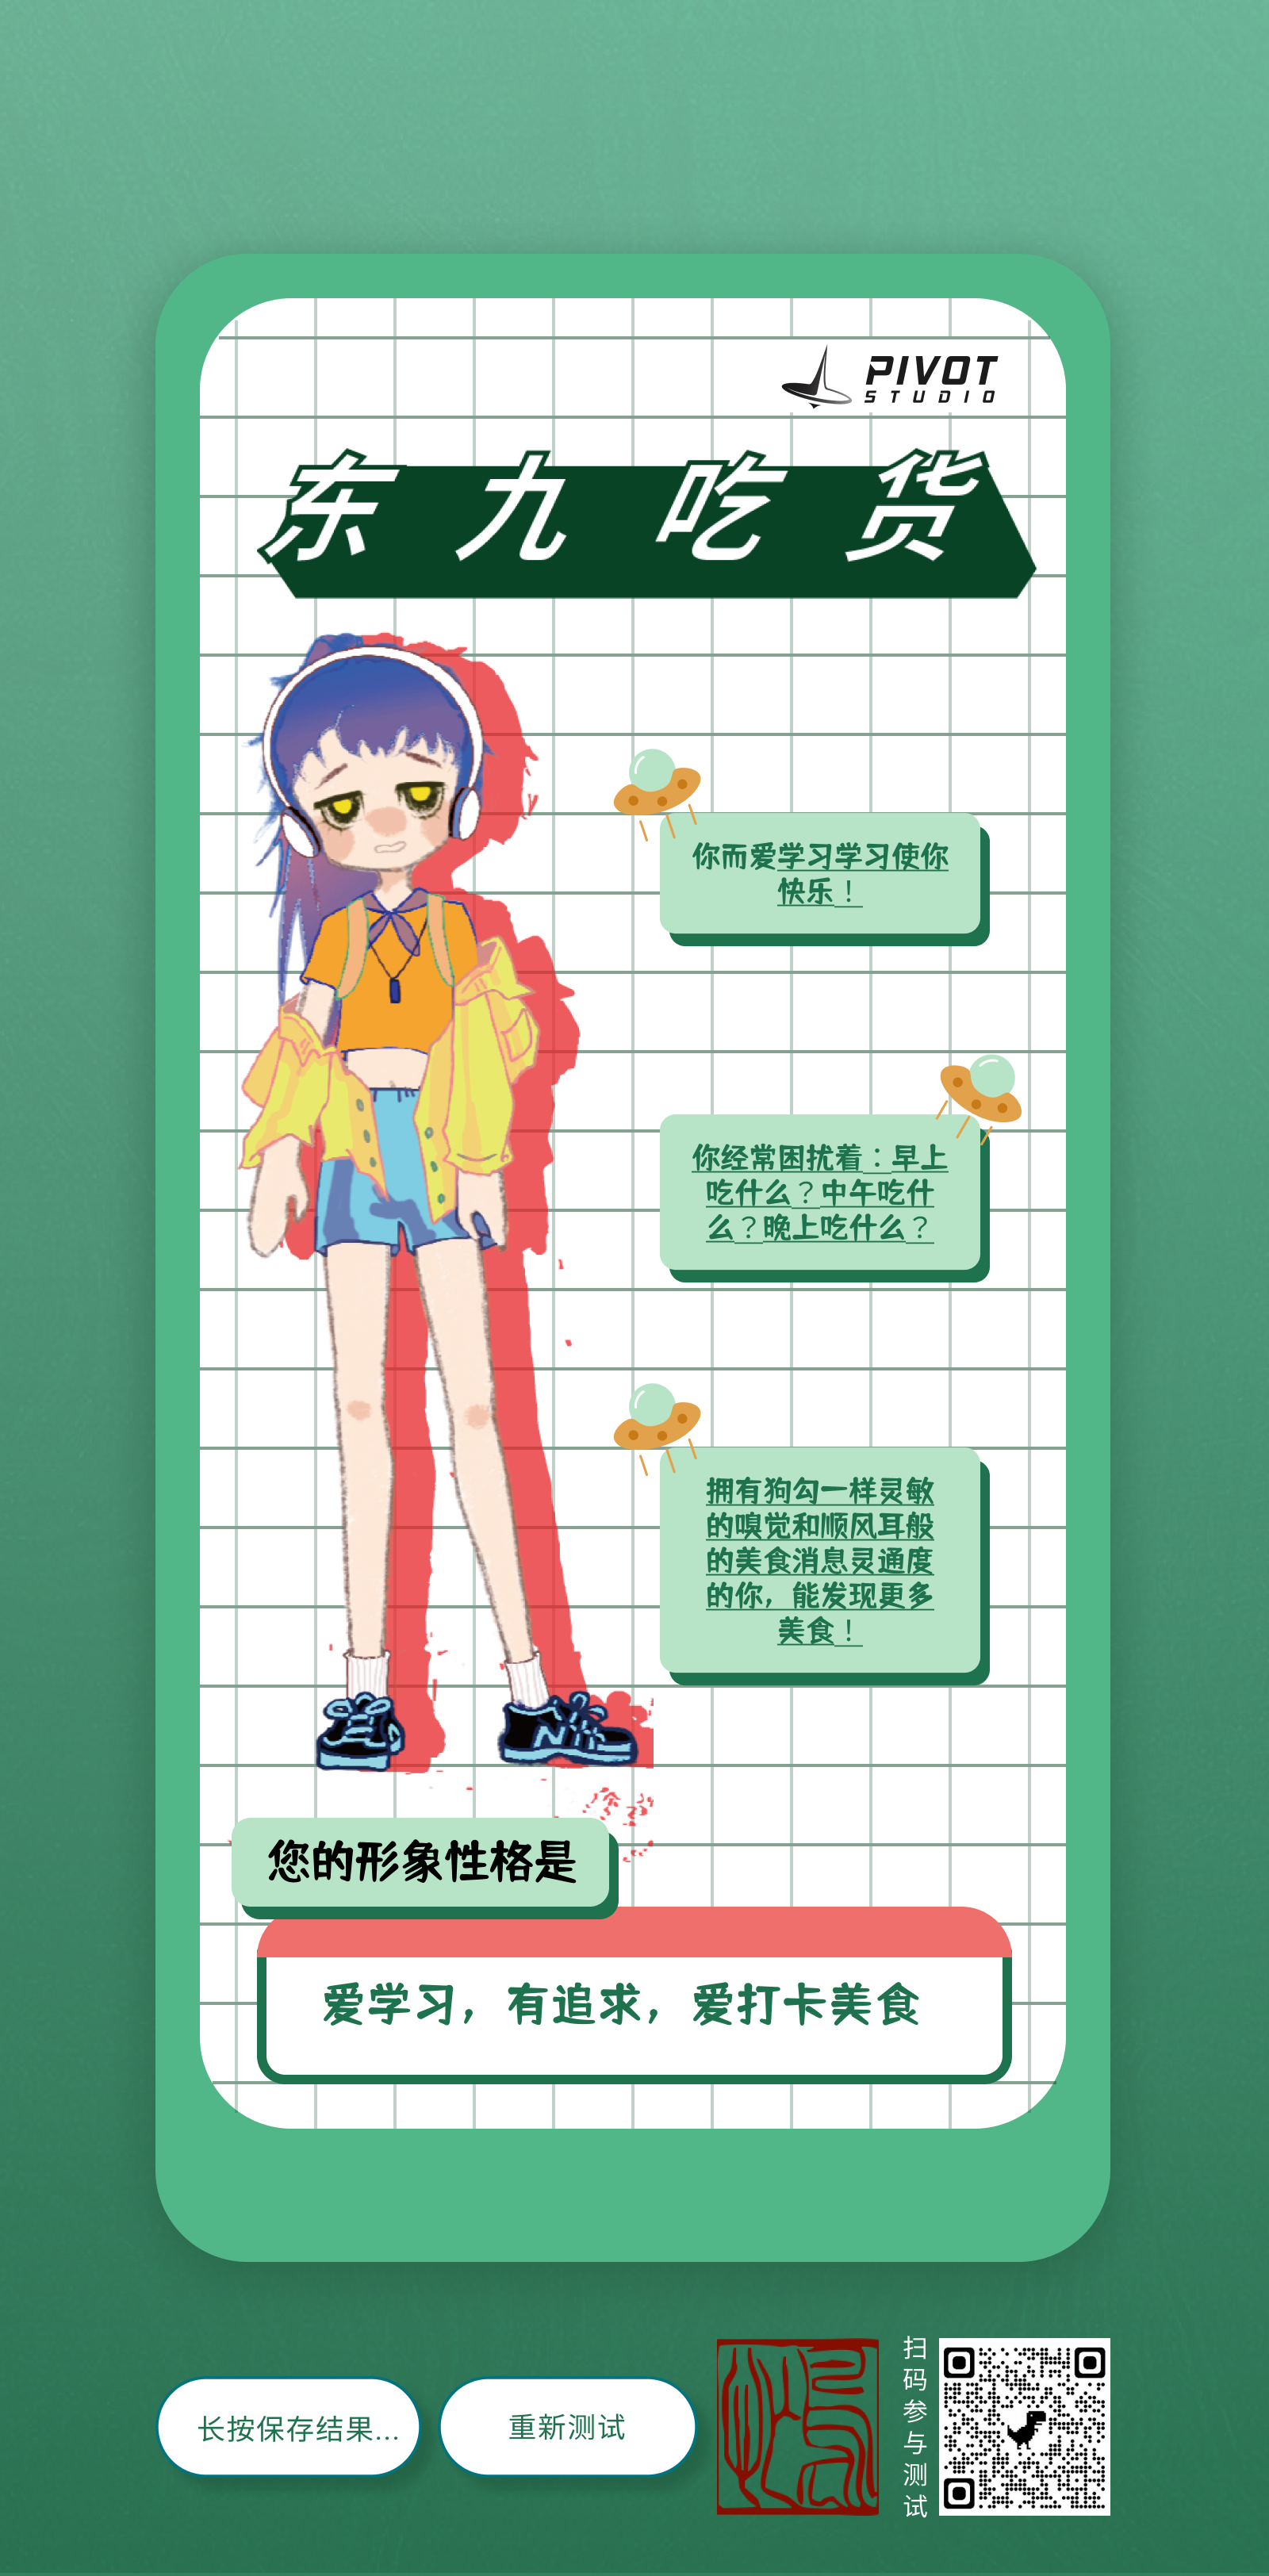 PIVOT
STUDIO
东九吃货
你而爱学习学习使你
快乐！
你经常困扰着：早上
吃什么？中午吃什
么？晚上吃什么？
拥有狗勾一样灵敏
的嗅觉和顺风耳般
的美食消息灵通度
的你，能发现更多
美食！
您的形象性格是
爱学习，有追求，爱打卡美食
长按保存结果...
重新测试
扫码参与测试